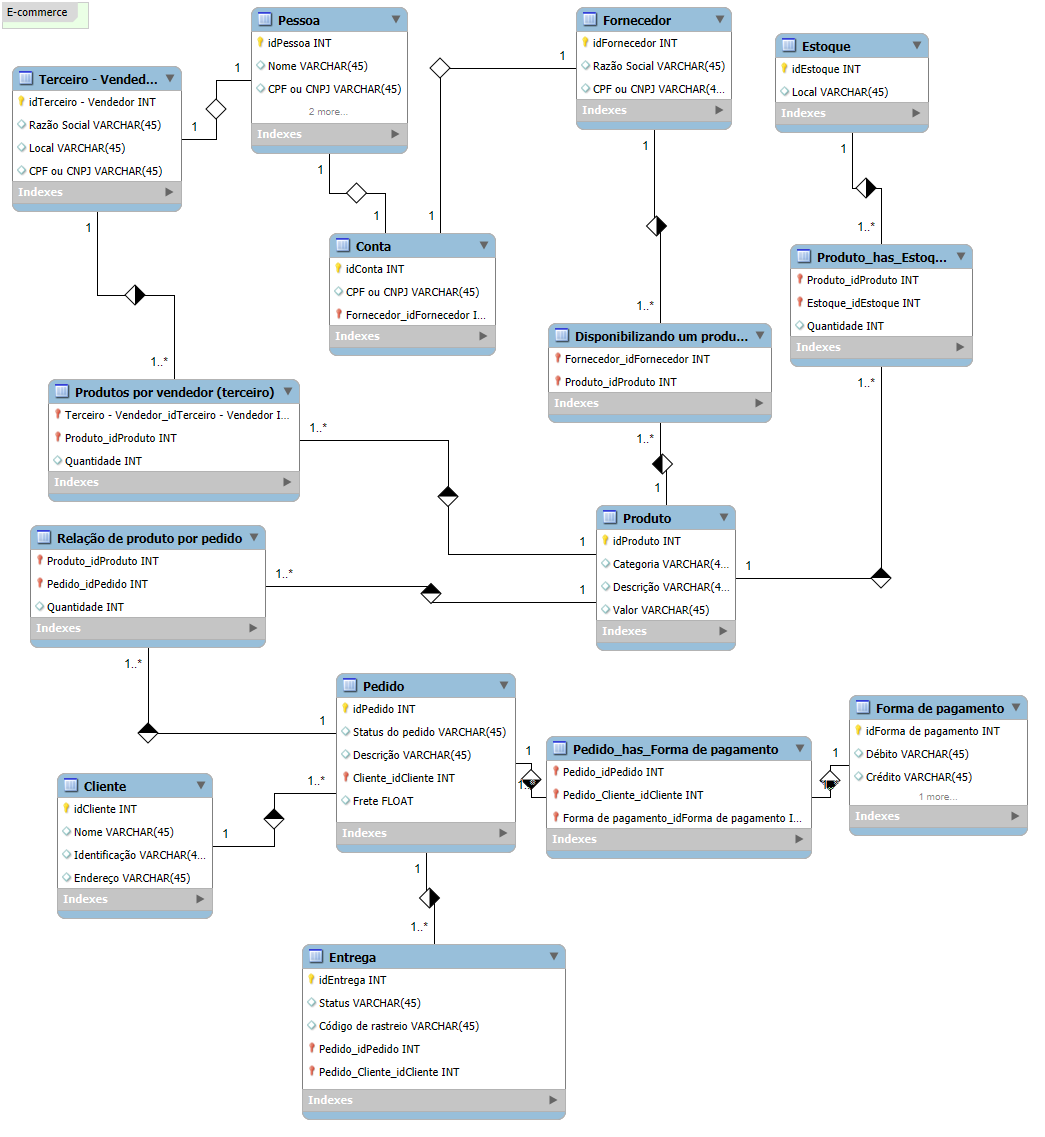 E-commerce
Pessoa
idPessoa INT
Nome VARCHAR(45)
CPF ou CNPJ VARCHAR(45)
2 more...
Indexes
Fornecedor
idFornecedor INT
Razão Social VARCHAR(45)
CPF ou CNPJ VARCHAR(4...
Indexes
Estoque
idEstoque INT
Local VARCHAR(45)
Indexes
Terceiro - Vended...
idTerceiro - Vendedor INT
Razão Social VARCHAR(45)
Local VARCHAR(45)
CPF ou CNPJ VARCHAR(45)
Indexes
1
1
1
1
1
1
1
1
1
Conta
idConta INT
CPF ou CNPJ VARCHAR(45)
Fornecedor_idFornecedor I...
Indexes
1..*
Produto_has_Estoq...
Produto_idProduto INT
Estoque_idEstoque INT
Quantidade INT
Indexes
1..*
1..*
Disponibilizando um produ...
Fornecedor_idFornecedor INT
Produto_idProduto INT
Indexes
1..*
1..*
1
Produtos por vendedor (terceiro)
Terceiro - Vendedor_idTerceiro - Vendedor I...
Produto_idProduto INT
Quantidade INT
Indexes
1..*
1
Produto
idProduto INT
Categoria VARCHAR(4...
Descrição VARCHAR(4...
Valor VARCHAR(45)
Indexes
1
Relação de produto por pedido
Produto_idProduto INT
Pedido_idPedido INT
Quantidade INT
Indexes
1..*
1
1..*
1
Pedido
idPedido INT
Status do pedido VARCHAR(45)
Descrição VARCHAR(45)
Cliente_idCliente INT
Frete FLOAT
Indexes
1
Pedido_has_Forma de pagamento
Pedido_idPedido INT
Pedido_Cliente_idCliente INT
Forma de pagamento_idForma de pagamento I...
Indexes
1
Forma de pagamento
idForma de pagamento INT
Débito VARCHAR(45)
Crédito VARCHAR(45)
1 more...
Indexes
Cliente
idCliente INT
Nome VARCHAR(45)
Identificação VARCHAR(4...
Endereço VARCHAR(45)
Indexes
1
1..*
1
1..*
Entrega
idEntrega INT
Status VARCHAR(45)
Código de rastreio VARCHAR(45)
Pedido_idPedido INT
Pedido_Cliente_idCliente INT
Indexes